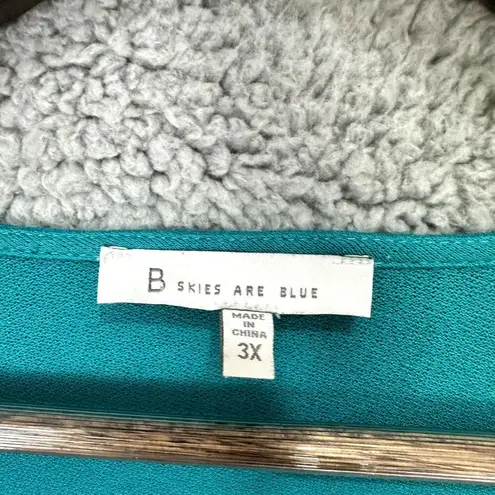 B SKIES ARE BLUE
MADE
IN
CHINA
3X